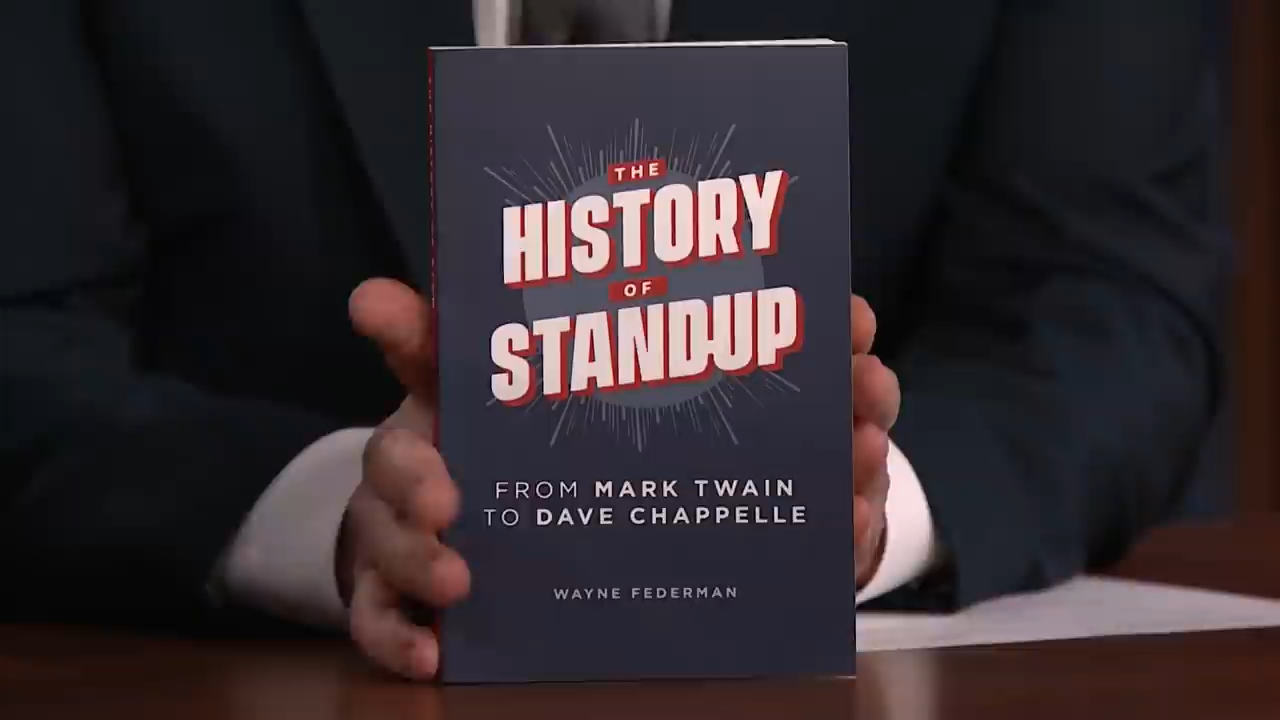 THE
HISTORY
OF
STANDUP
FROM MARK TWAIN
TO DAVE CHAPPELLE
WAYNE FEDERMAN